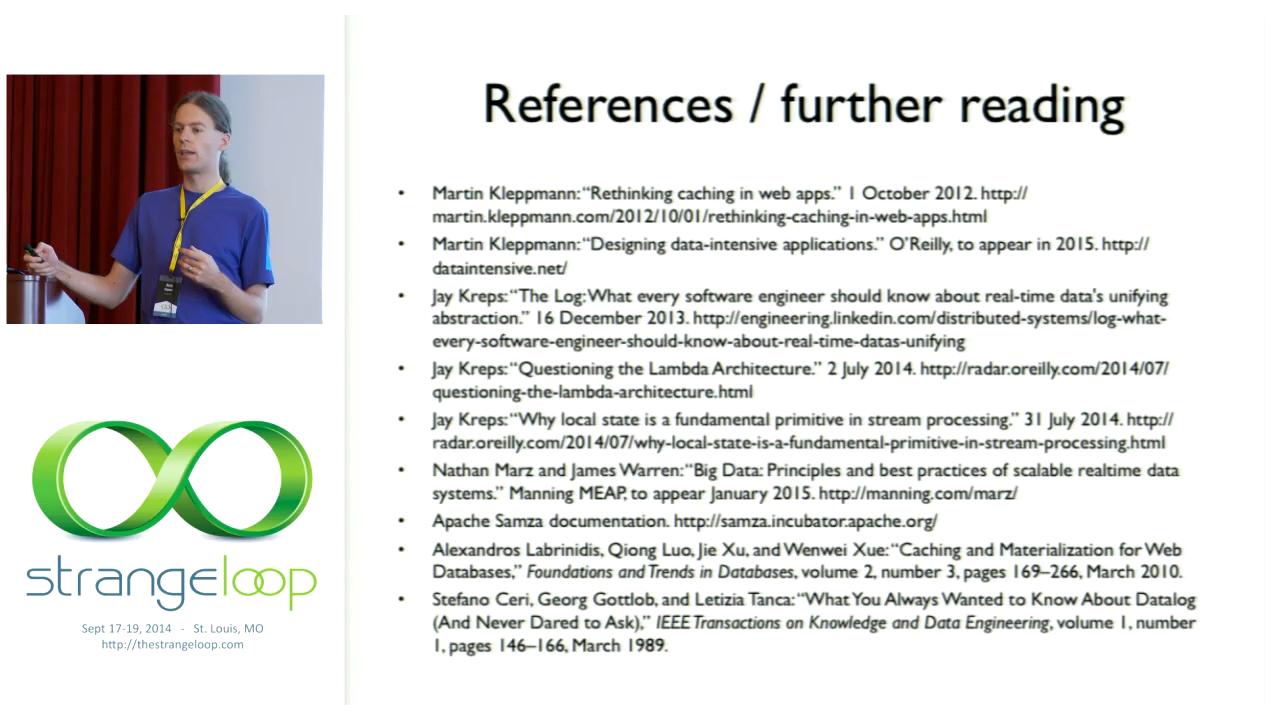 References / further reading
• Martin Kleppmann: “Rethinking caching in web apps.” 1 October 2012. http://
martin.kleppmann.com/2012/10/01/rethinking-caching-in-web-apps.html
• Martin Kleppmann: “Designing data-intensive applications.” O’Reilly, to appear in 2015. http://
dataintensive.net/
• Jay Kreps: “The Log: What every software engineer should know about real-time data's unifying
abstraction.” 16 December 2013. http://engineering.linkedin.com/distributed-systems/log-what-
every-software-engineer-should-know-about-real-time-datas-unifying
• Jay Kreps: “Questioning the Lambda Architecture.” 2 July 2014. http://radar.oreilly.com/2014/07/
questioning-the-lambda-architecture.html
• Jay Kreps: “Why local state is a fundamental primitive in stream processing.” 31 July 2014. http://
radar.oreilly.com/2014/07/why-local-state-is-a-fundamental-primitive-in-stream-processing.html
• Nathan Marz and James Warren: “Big Data: Principles and best practices of scalable realtime data
systems.” Manning MEAP, to appear January 2015. http://manning.com/marz/
• Apache Samza documentation. http://samza.incubator.apache.org/
• Alexandros Labrinidis, Qiong Luo, Jie Xu, and Wenwei Xue: “Caching and Materialization for Web
Databases,” Foundations and Trends in Databases, volume 2, number 3, pages 169–266, March 2010.
• Stefano Ceri, Georg Gottlob, and Letizia Tanca: “What You Always Wanted to Know About Datalog
(And Never Dared to Ask),” IEEE Transactions on Knowledge and Data Engineering, volume 1, number
1, pages 146–166, March 1989.
strangeloop
Sept 17-19, 2014 - St. Louis, MO
http://thestrangeloop.com